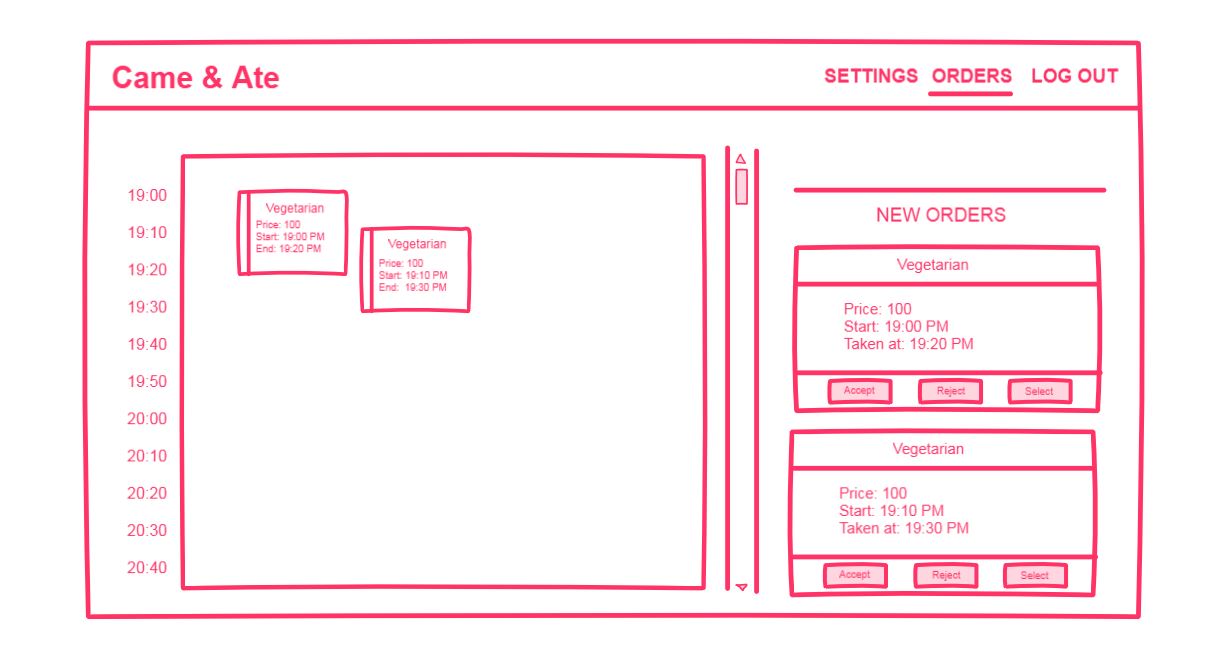 Came & Ate
SETTINGS ORDERS LOG OUT
19:00
19:10
19:20
19:30
19:40
19:50
20:00
20:10
20:20
20:30
20:40
Vegetarian
Price: 100
Start: 19:00 PM
End: 19:20 PM
Vegetarian
Price: 100
Start: 19:10 PM
End: 19:30 PM
NEW ORDERS
Vegetarian
Price: 100
Start: 19:00 PM
Taken at: 19:20 PM
Accept Reject Select
Vegetarian
Price: 100
Start: 19:10 PM
Taken at: 19:30 PM
Accept Reject Select